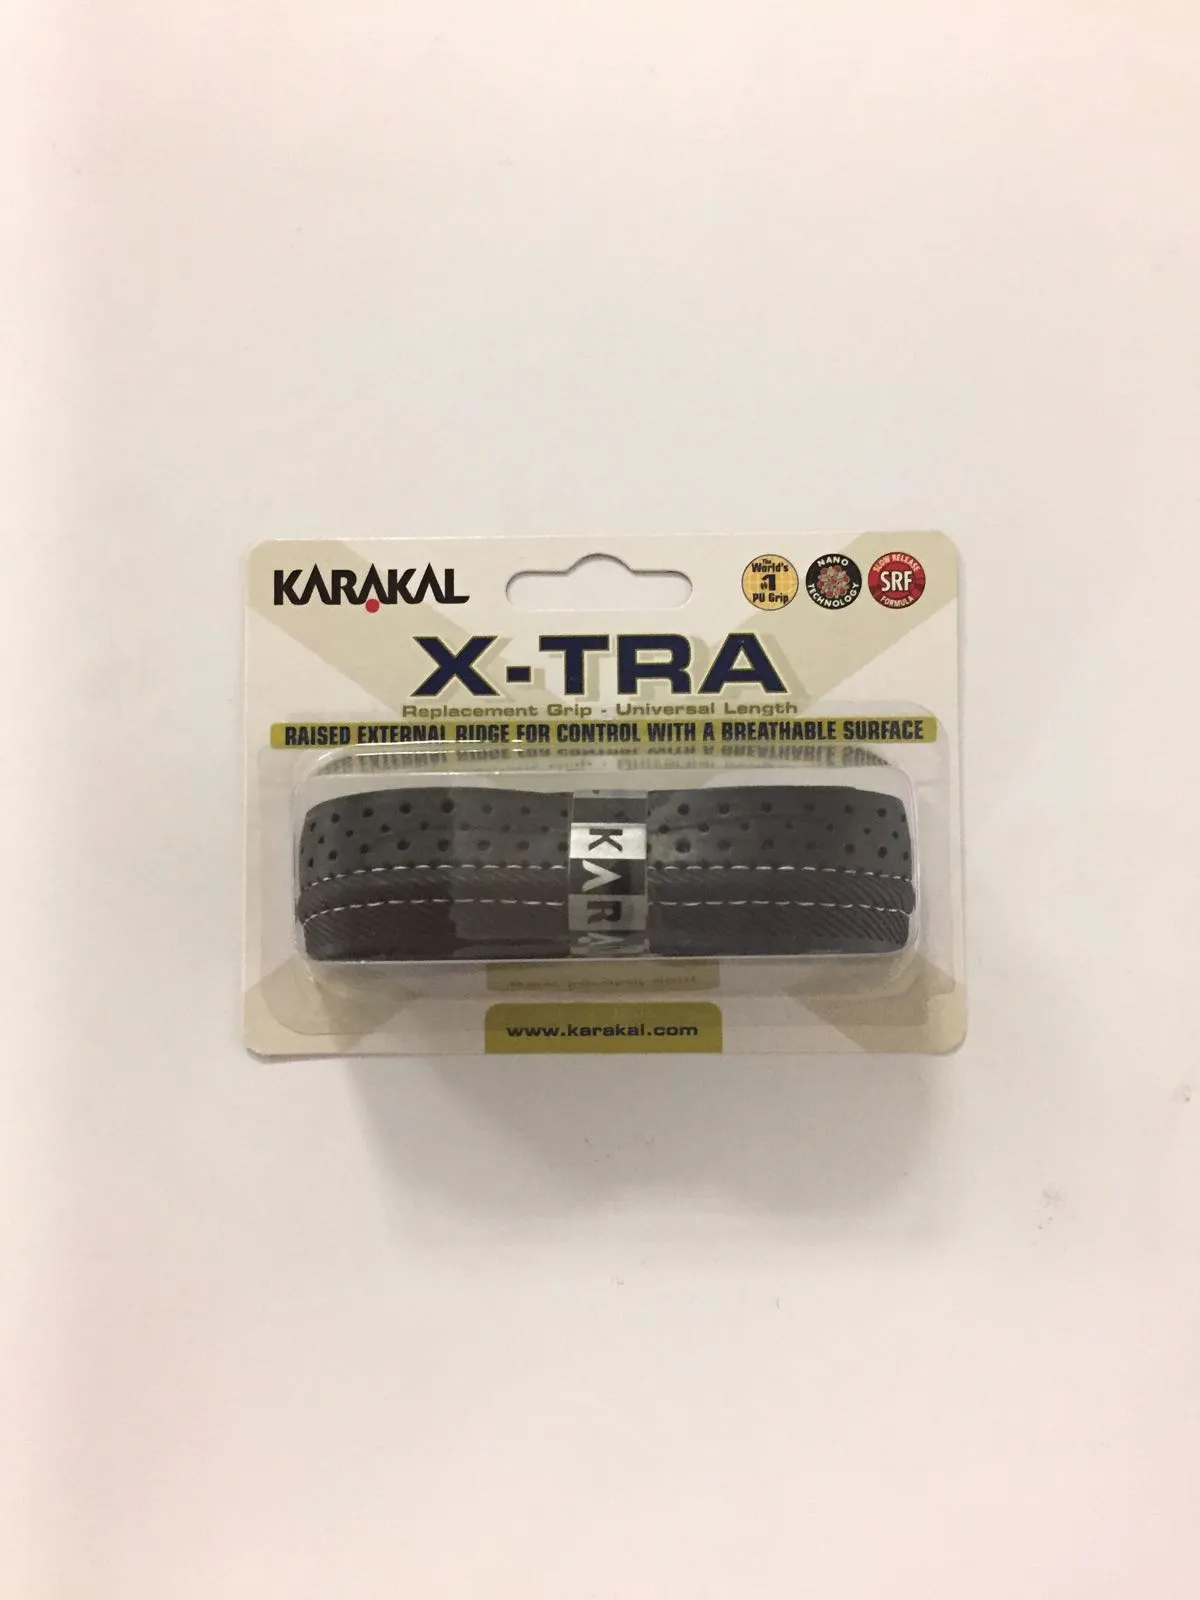 KARAKAL
The
World's
#1
PU Grip
NANO
TECHNOLOGY
SLOW RELEASE
SRF
FORMULA
X-TRA
Replacement Grip - Universal Length
RAISED EXTERNAL RIDGE FOR CONTROL WITH A BREATHABLE SURFACE
KARA
www.karakal.com